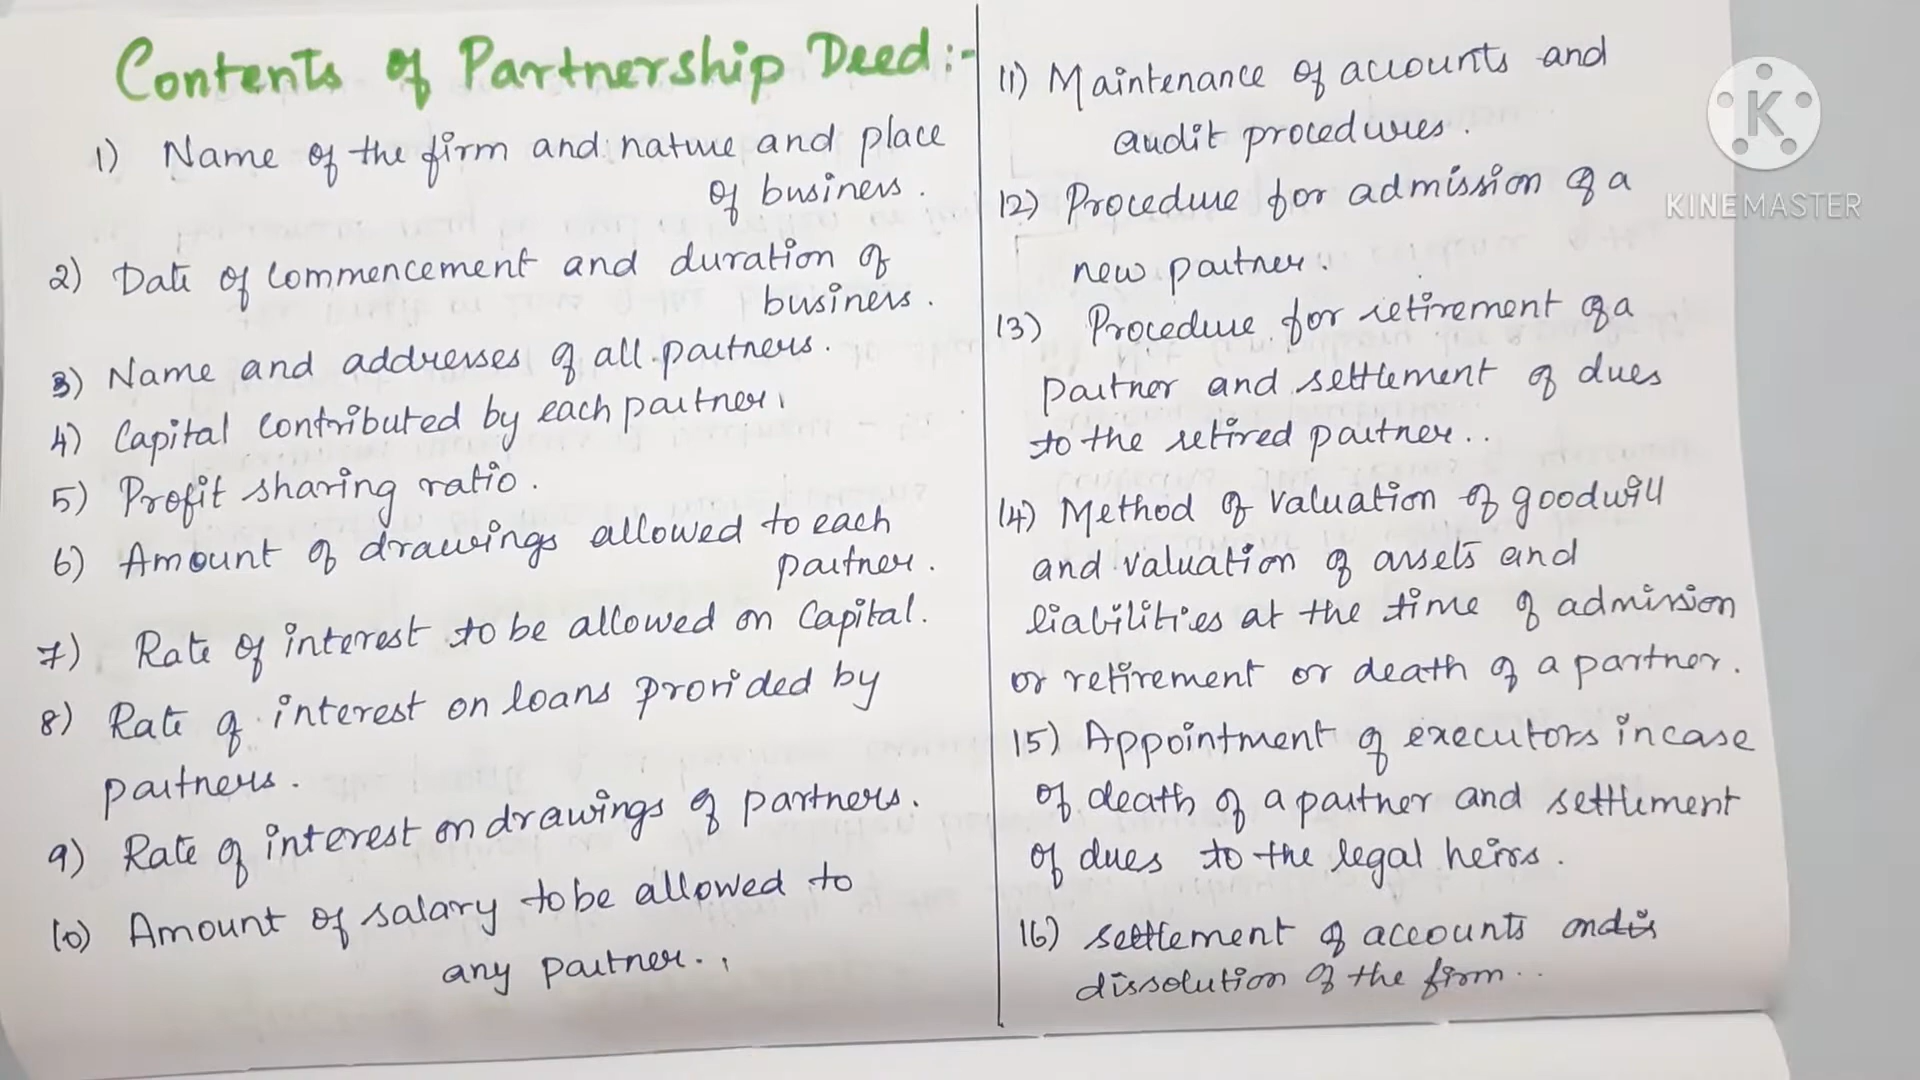 Contents of Partnership Deed:-
1) Name of the firm and nature and place
of business.
2) Date of Commencement and duration of
business.
3) Name and addresses of all partners.
4) Capital Contributed by each partner.
5) Profit sharing ratio.
6) Amount of drawings allowed to each
partner.
7) Rate of interest to be allowed on Capital.
8) Rate of interest on loans provided by
partners.
9) Rate of interest on drawings of partners.
10) Amount of salary to be allowed to
any partner..
11) Maintenance of accounts and
audit procedures.
12) Procedure for admission of a
new partner.
13) Procedure for retirement of a
partner and settlement of dues
to the retired partner..
14) Method of Valuation of goodwill
and valuation of assets and
liabilities at the time of admission
or retirement or death of a partner.
15) Appointment of executors incase
of death of a partner and settlement
of dues to the legal heirs.
16) settlement of accounts on
dissolution of the firm..
K
KINEMASTER